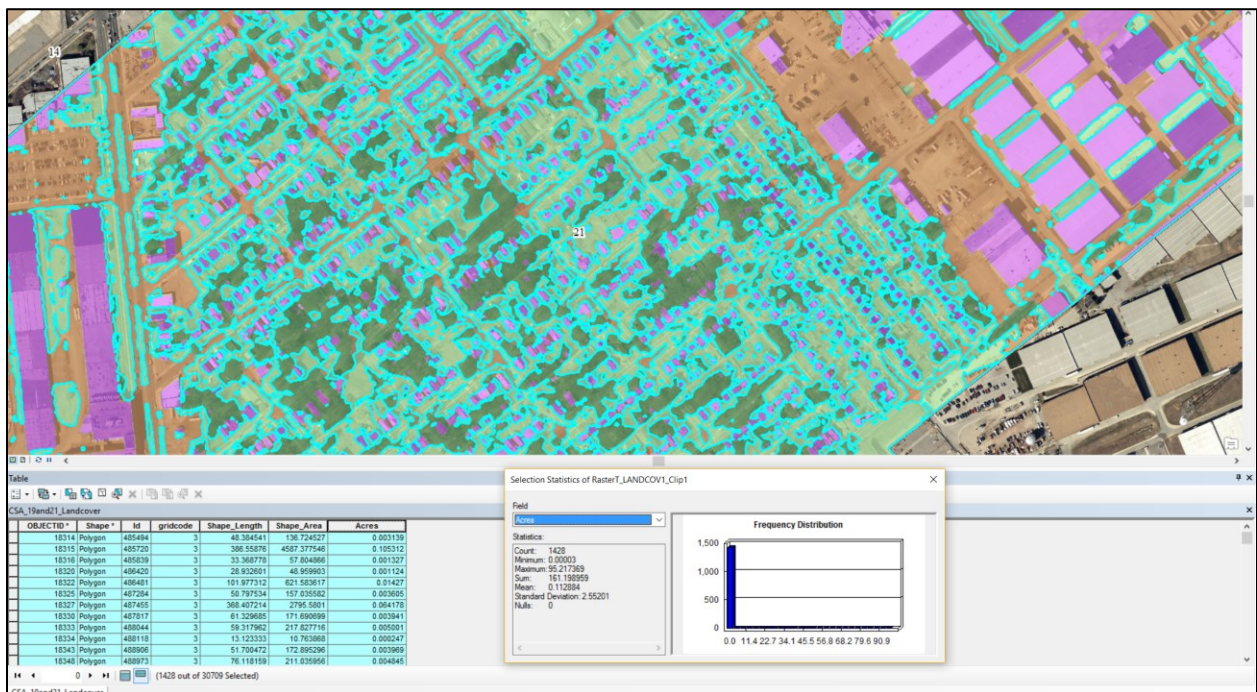 14
21
Table
CSA_19and21_Landcover
OBJECTID * Shape * Id gridcode Shape_Length Shape_Area Acres
18314 Polygon 485494 3 48.384541 136.724527 0.003139
18315 Polygon 485720 3 386.55876 4587.377546 0.105312
18316 Polygon 485839 3 33.368778 57.804866 0.001327
18320 Polygon 486420 3 28.932601 48.959903 0.001124
18322 Polygon 486481 3 101.977312 621.583617 0.01427
18325 Polygon 487284 3 50.797534 157.035582 0.003605
18327 Polygon 487455 3 368.407214 2795.5801 0.064178
18330 Polygon 487817 3 61.329685 171.690699 0.003941
18333 Polygon 488044 3 59.317962 217.827716 0.005001
18334 Polygon 488118 3 13.123333 10.763868 0.000247
18343 Polygon 488906 3 51.700472 172.895296 0.003969
18348 Polygon 488973 3 76.118159 211.035956 0.004845
0
(1428 out of 30709 Selected)
CSA_19and21_Landcover
Selection Statistics of RasterT_LANDCOV1_Clip1
Field
Acres
Statistics:
Count: 1428
Minimum: 0.00003
Maximum: 95.217369
Sum: 161.198959
Mean: 0.112884
Standard Deviation: 2.55201
Nulls: 0
Frequency Distribution
1,500
1,000
500
0
0.0 11.4 22.7 34.1 45.5 56.8 68.2 79.6 90.9